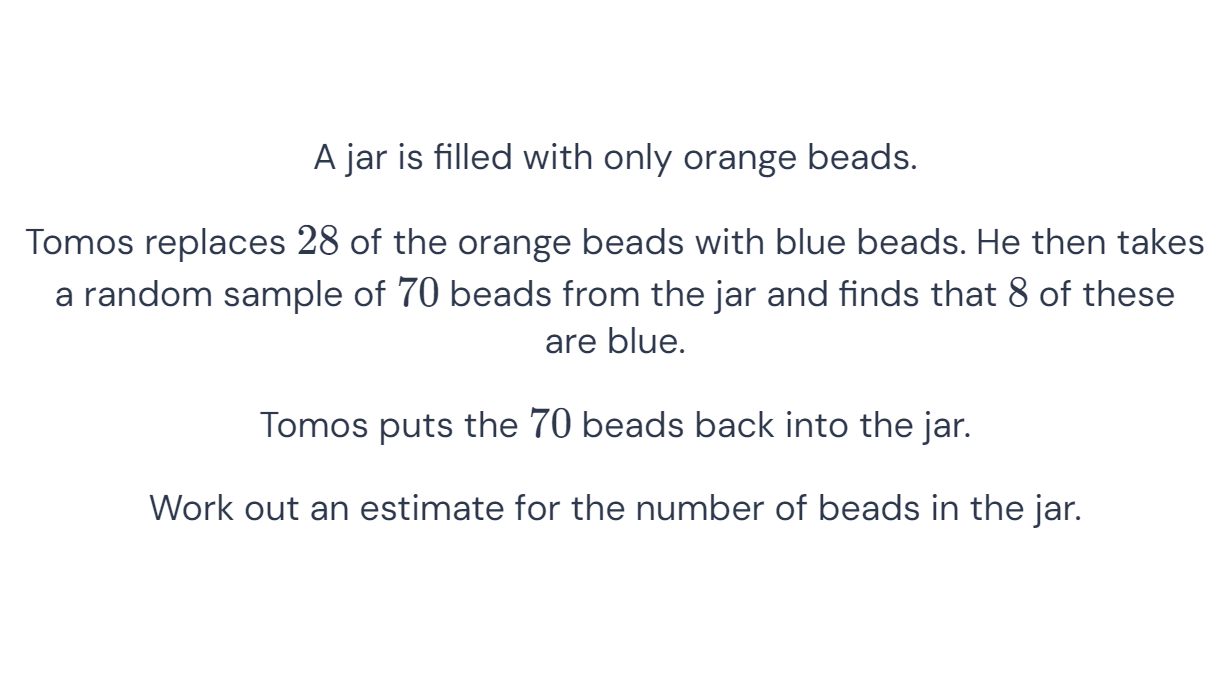 A jar is filled with only orange beads.
Tomos replaces 28 of the orange beads with blue beads. He then takes
a random sample of 70 beads from the jar and finds that 8 of these
are blue.
Tomos puts the 70 beads back into the jar.
Work out an estimate for the number of beads in the jar.